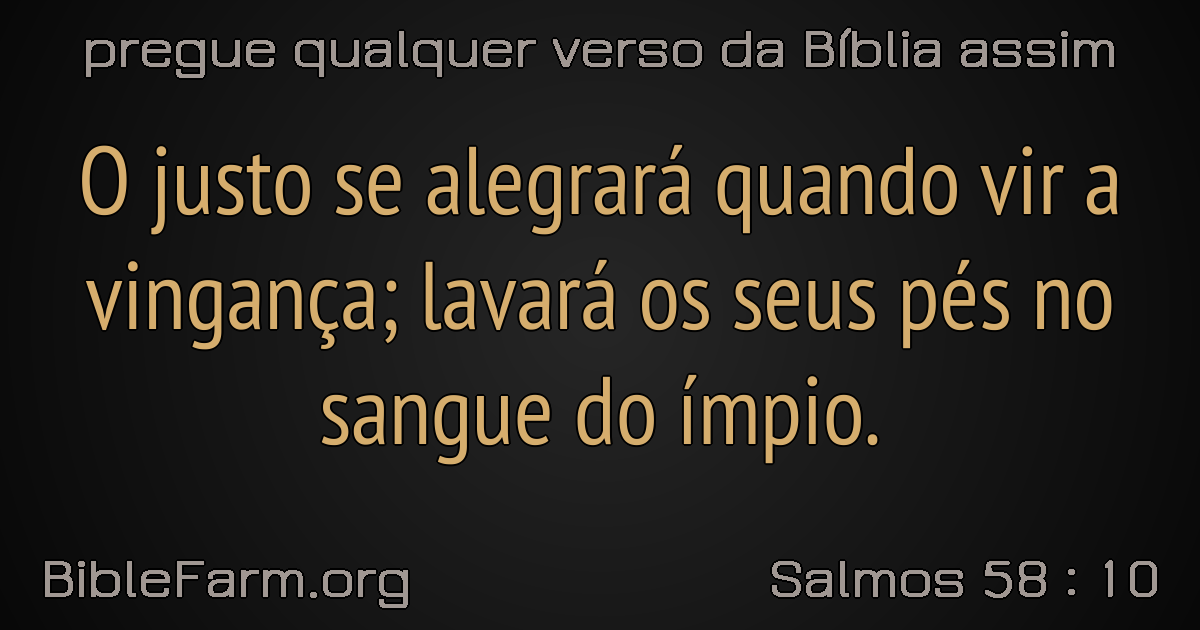 pregue qualquer verso da Bíblia assim
O justo se alegrará quando vir a
vingança; lavará os seus pés no
sangue do ímpio.
BibleFarm.org
Salmos 58 : 10